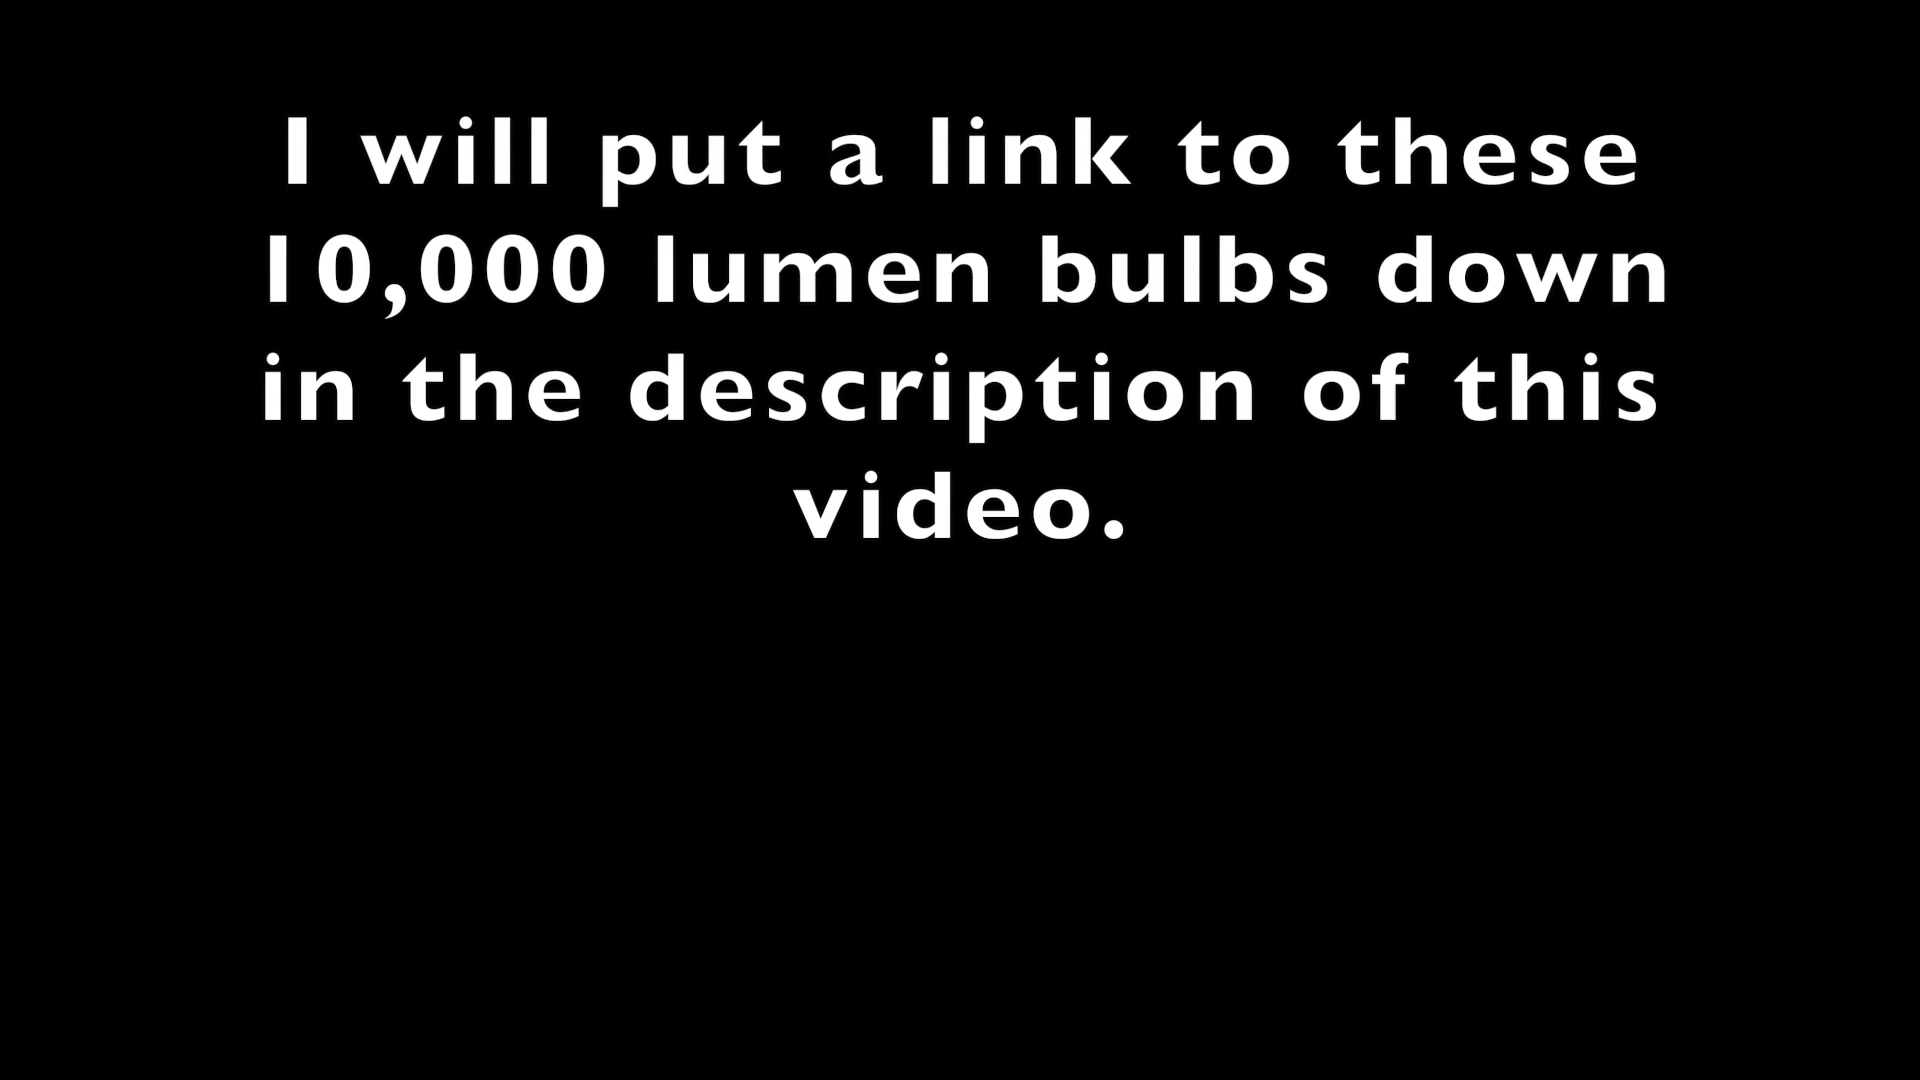 I will put a link to these
10,000 lumen bulbs down
in the description of this
video.